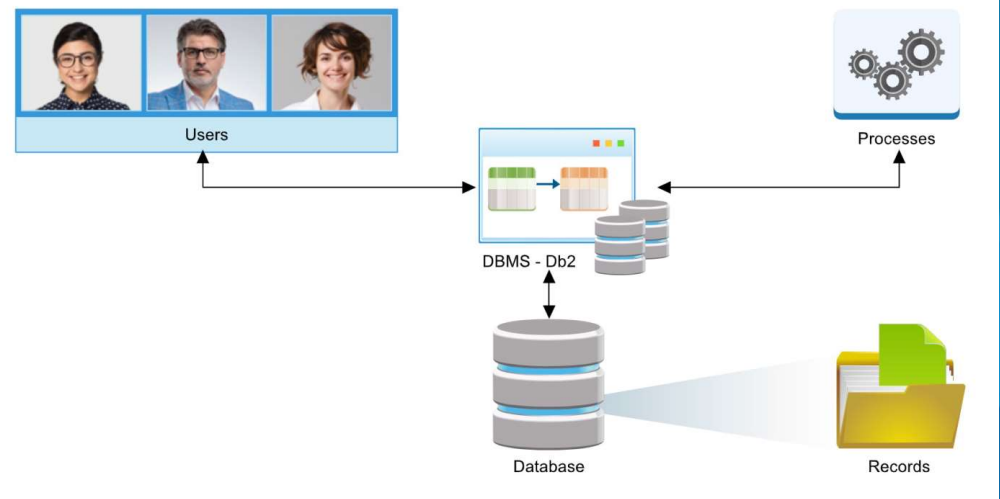 Users
Processes
DBMS - Db2
Database
Records